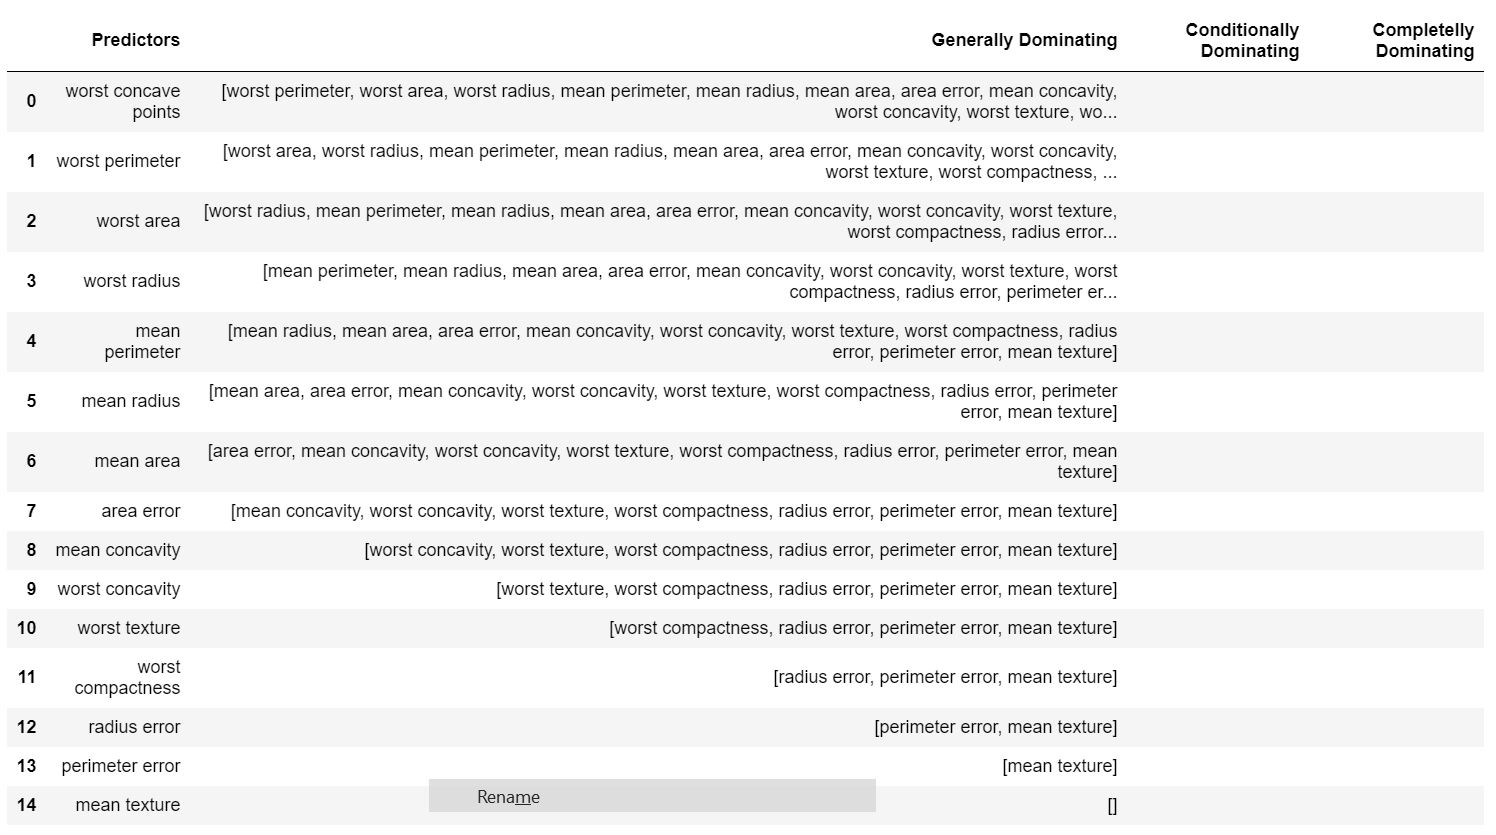 Predictors Generally Dominating Conditionally Dominating Completelly Dominating
0 worst concave points [worst perimeter, worst area, worst radius, mean perimeter, mean radius, mean area, area error, mean concavity,
worst concavity, worst texture, wo...
1 worst perimeter [worst area, worst radius, mean perimeter, mean radius, mean area, area error, mean concavity, worst concavity,
worst texture, worst compactness, ...
2 worst area [worst radius, mean perimeter, mean radius, mean area, area error, mean concavity, worst concavity, worst texture,
worst compactness, radius error...
3 worst radius [mean perimeter, mean radius, mean area, area error, mean concavity, worst concavity, worst texture, worst
compactness, radius error, perimeter er...
4 mean perimeter [mean radius, mean area, area error, mean concavity, worst concavity, worst texture, worst compactness, radius
error, perimeter error, mean texture]
5 mean radius [mean area, area error, mean concavity, worst concavity, worst texture, worst compactness, radius error, perimeter
error, mean texture]
6 mean area [area error, mean concavity, worst concavity, worst texture, worst compactness, radius error, perimeter error, mean
texture]
7 area error [mean concavity, worst concavity, worst texture, worst compactness, radius error, perimeter error, mean texture]
8 mean concavity [worst concavity, worst texture, worst compactness, radius error, perimeter error, mean texture]
9 worst concavity [worst texture, worst compactness, radius error, perimeter error, mean texture]
10 worst texture [worst compactness, radius error, perimeter error, mean texture]
11 worst compactness [radius error, perimeter error, mean texture]
12 radius error [perimeter error, mean texture]
13 perimeter error [mean texture]
Rename
14 mean texture []